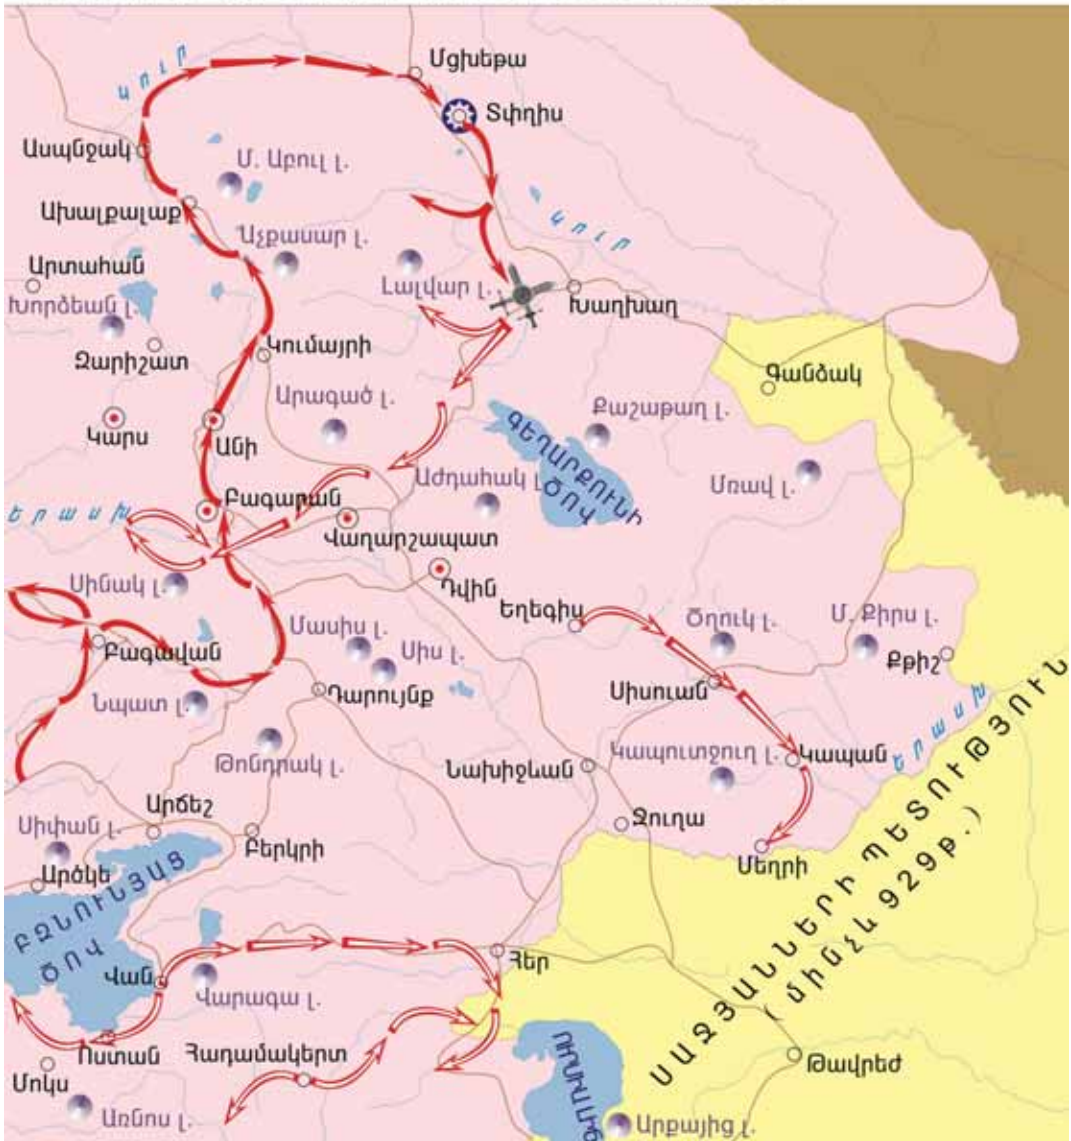 Մցխեթա
Կուր
Տփղիս
Ասպնջակ
Մ. Աբուլ լ.
Ախալքալաք
Կուր
Աչքասար լ.
Արտահան
Լալվար լ.
Խաղխաղ
Խորձեան լ.
Զարիշատ
Կումայրի
Գանձակ
Արագած լ.
Քաշաթաղ լ.
Կարս
Անի
ԳԵՂԱՐՔՈՒՆԻ
ԾՈՎ
Աժդահակ լ.
Մռավ լ.
Բագարան
Երասխ
Վաղարշապատ
Սինակ լ.
Դվին
Եղեգիս
Մասիս լ.
Ծղուկ լ.
Մ. Քիրս լ.
Բագավան
Սիս լ.
Քթիշ
Նպատ լ.
Դարույնք
Սիսուան
Երասխ
Թոնդրակ լ.
Նախիջևան
Կապուտջուղ լ.
Կապան
Արճեշ
Սիփան լ.
Բերկրի
Ջուղա
Մեղրի
Արծկե
ԲԶՆՈՒՆՅԱՑ
ԾՈՎ
ՍԱՋՅԱՆՆԵՐԻ ՊԵՏՈՒԹՅՈՒՆ
(մինչև 929թ.)
Վան
Վարագա լ.
Հեր
Ոստան
Հադամակերտ
Մոկս
Թավրեժ
Առնոս լ.
Արքայից լ.